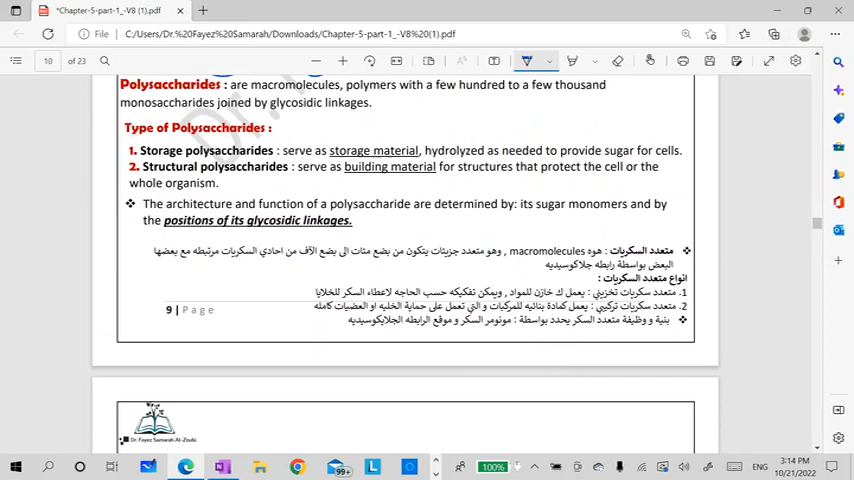 *Chapter-5-part-1_-V8 (1).pdf
File C:/Users/Dr.%20Fayez%20Samarah/Downloads/Chapter-5-part-1_-V8%20(1).pdf
10 of 23
Polysaccharides : are macromolecules, polymers with a few hundred to a few thousand
monosaccharides joined by glycosidic linkages.
Type of Polysaccharides :
1. Storage polysaccharides : serve as storage material, hydrolyzed as needed to provide sugar for cells.
2. Structural polysaccharides : serve as building material for structures that protect the cell or the
whole organism.
❖ The architecture and function of a polysaccharide are determined by: its sugar monomers and by
the positions of its glycosidic linkages.
❖ متعدد السكريات : هوه macromolecules , وهو متعدد جزيئات يتكون من بضع مئات الى بضع الآف من احادي السكريات مرتبطه مع بعضها
البعض بواسطة رابطه جلاكوسيديه
انواع متعدد السكريات :
1. متعدد سكريات تخزيني : يعمل ك خازن للمواد , ويمكن تفكيكه حسب الحاجه لاعطاء السكر للخلايا
2. متعدد سكريات تركيبي : يعمل كمادة بنائيه للمركبات و التي تعمل على حماية الخليه او العضيات كامله
❖ بنية و وظيفة متعدد السكر يحدد بواسطة : مونومر السكر و موقع الرابطه الجلايكوسيديه
9 | Page
Dr. Fayez Samarah Al-Zoubi
99+
100%
ENG
3:14 PM
10/21/2022